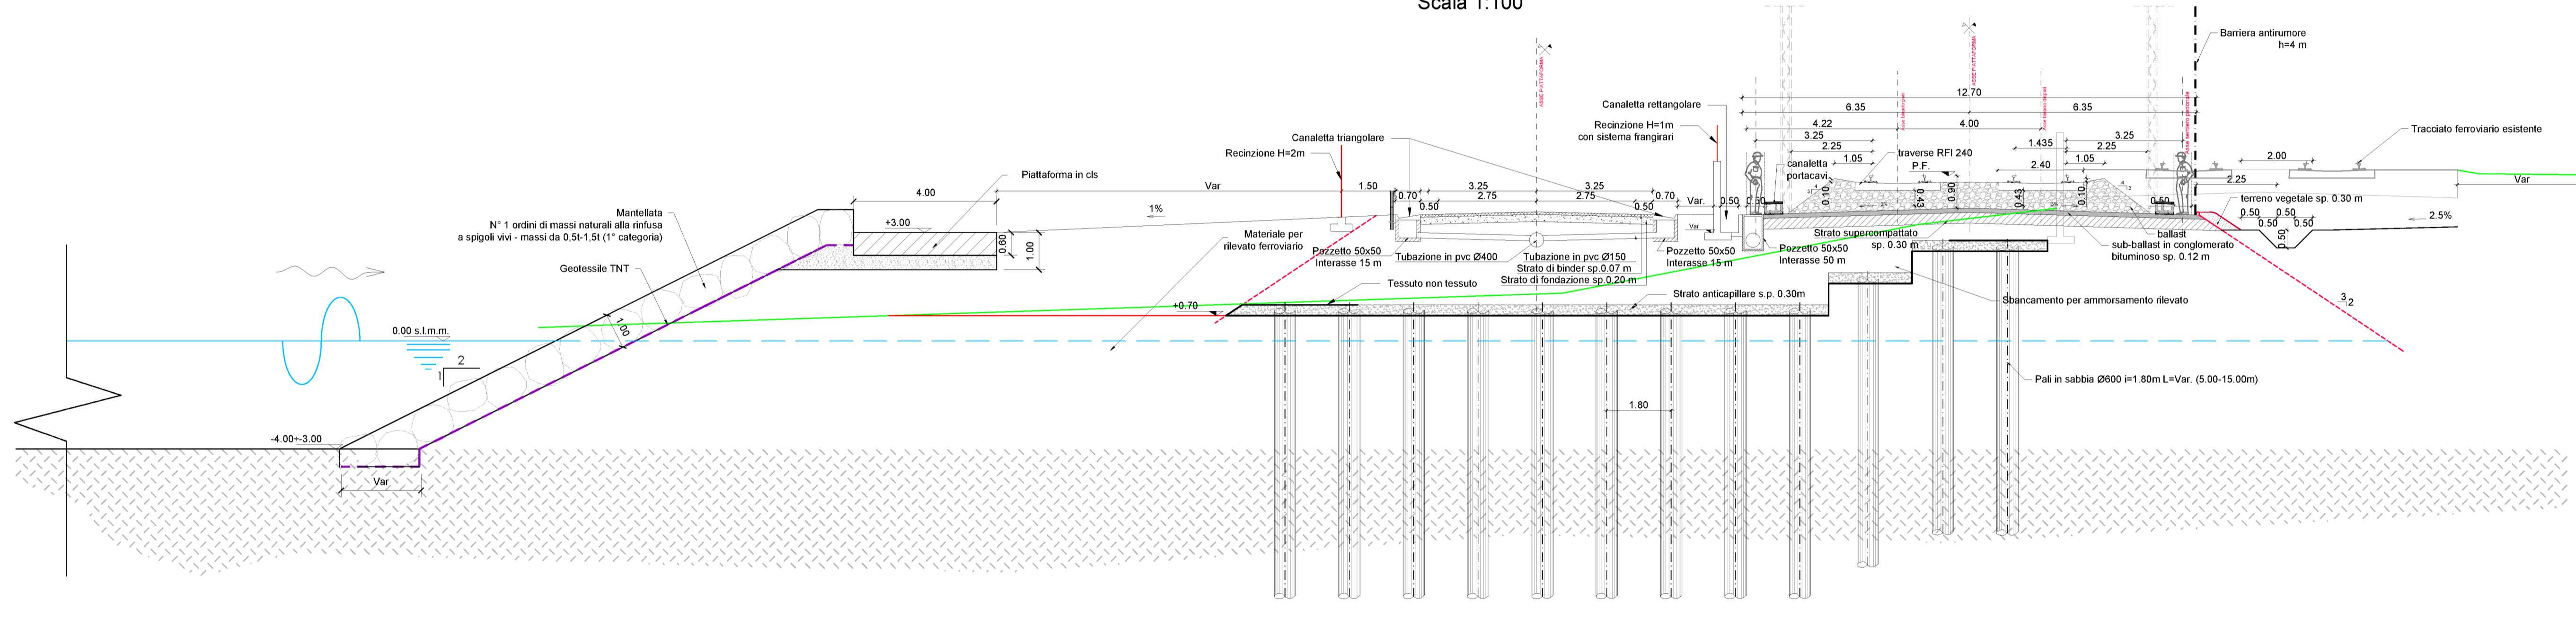 Scala 1:100
Barriera antirumore
h=4 m
ASSE PIATTAFORMA
ASSE PIATTAFORMA
12.70
6.35
6.35
Canaletta rettangolare
4.22
4.00
Recinzione H=1m
con sistema frangirari
Tracciato ferroviario esistente
Canaletta triangolare
3.25
3.25
1.435
2.25
2.25
Recinzione H=2m
traverse RFI 240
1.05
1.05
2.00
canaletta
portacavi
P.F.
2.40
Piattaforma in cls
4.00
Var
1.50
0.70
3.25
3.25
0.70
0.50
2.75
2.75
0.50
Var.
0.50
0.50
0.10
0.43
0.90
0.43
0.10
0.50
2.25
Var
terreno vegetale sp. 0.30 m
0.50
0.50
0.50
0.50
0.50
2.5%
Mantellata
N° 1 ordini di massi naturali alla rinfusa
a spigoli vivi - massi da 0,5t-1,5t (1° categoria)
1%
+3.00
0.60
1.00
Materiale per
rilevato ferroviario
Var
Strato supercompattato
sp. 0.30 m
ballast
sub-ballast in conglomerato
bituminoso sp. 0.12 m
Pozzetto 50x50
Interasse 15 m
Tubazione in pvc Ø400
Tubazione in pvc Ø150
Strato di binder sp.0.07 m
Strato di fondazione sp.0.20 m
Pozzetto 50x50
Interasse 15 m
Pozzetto 50x50
Interasse 50 m
Geotessile TNT
Tessuto non tessuto
Strato anticapillare s.p. 0.30m
Sbancamento per ammorsamento rilevato
+0.70
3
2
1.00
0.00 s.l.m.m.
2
1
Pali in sabbia Ø600 i=1.80m L=Var. (5.00-15.00m)
1.80
-4.00÷-3.00
Var